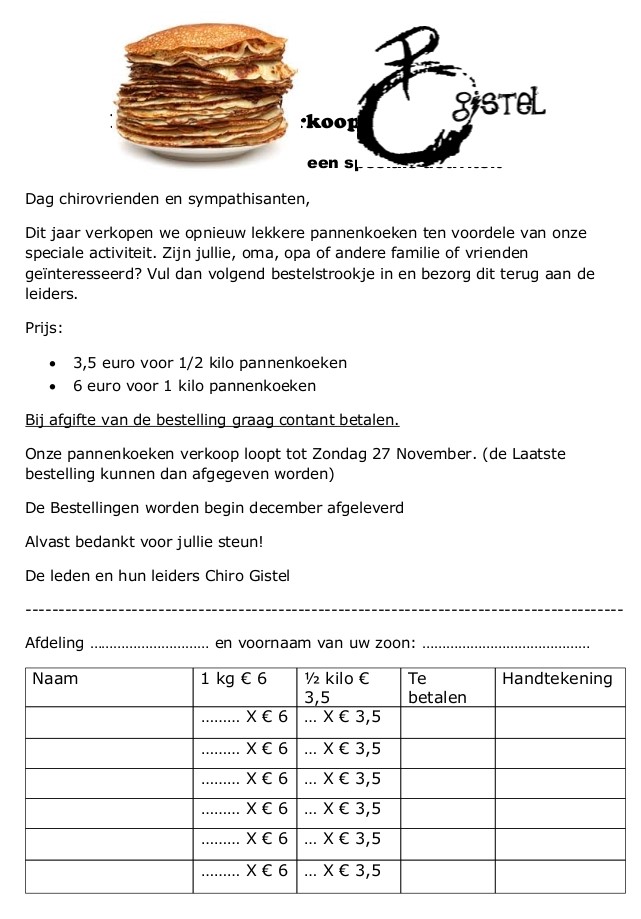 gistel
rkoop
een
Dag chirovrienden en sympathisanten,
Dit jaar verkopen we opnieuw lekkere pannenkoeken ten voordele van onze
speciale activiteit. Zijn jullie, oma, opa of andere familie of vrienden
geïnteresseerd? Vul dan volgend bestelstrookje in en bezorg dit terug aan de
leiders.
Prijs:
• 3,5 euro voor 1/2 kilo pannenkoeken
• 6 euro voor 1 kilo pannenkoeken
Bij afgifte van de bestelling graag contant betalen.
Onze pannenkoeken verkoop loopt tot Zondag 27 November. (de Laatste
bestelling kunnen dan afgegeven worden)
De Bestellingen worden begin december afgeleverd
Alvast bedankt voor jullie steun!
De leden en hun leiders Chiro Gistel
------------------------------------------------------------------------------------------
Afdeling ………………………… en voornaam van uw zoon: ……………………………………
Naam 1 kg € 6 ½ kilo € 3,5 Te betalen Handtekening
……… X € 6 … X € 3,5
……… X € 6 … X € 3,5
……… X € 6 … X € 3,5
……… X € 6 … X € 3,5
……… X € 6 … X € 3,5
……… X € 6 … X € 3,5